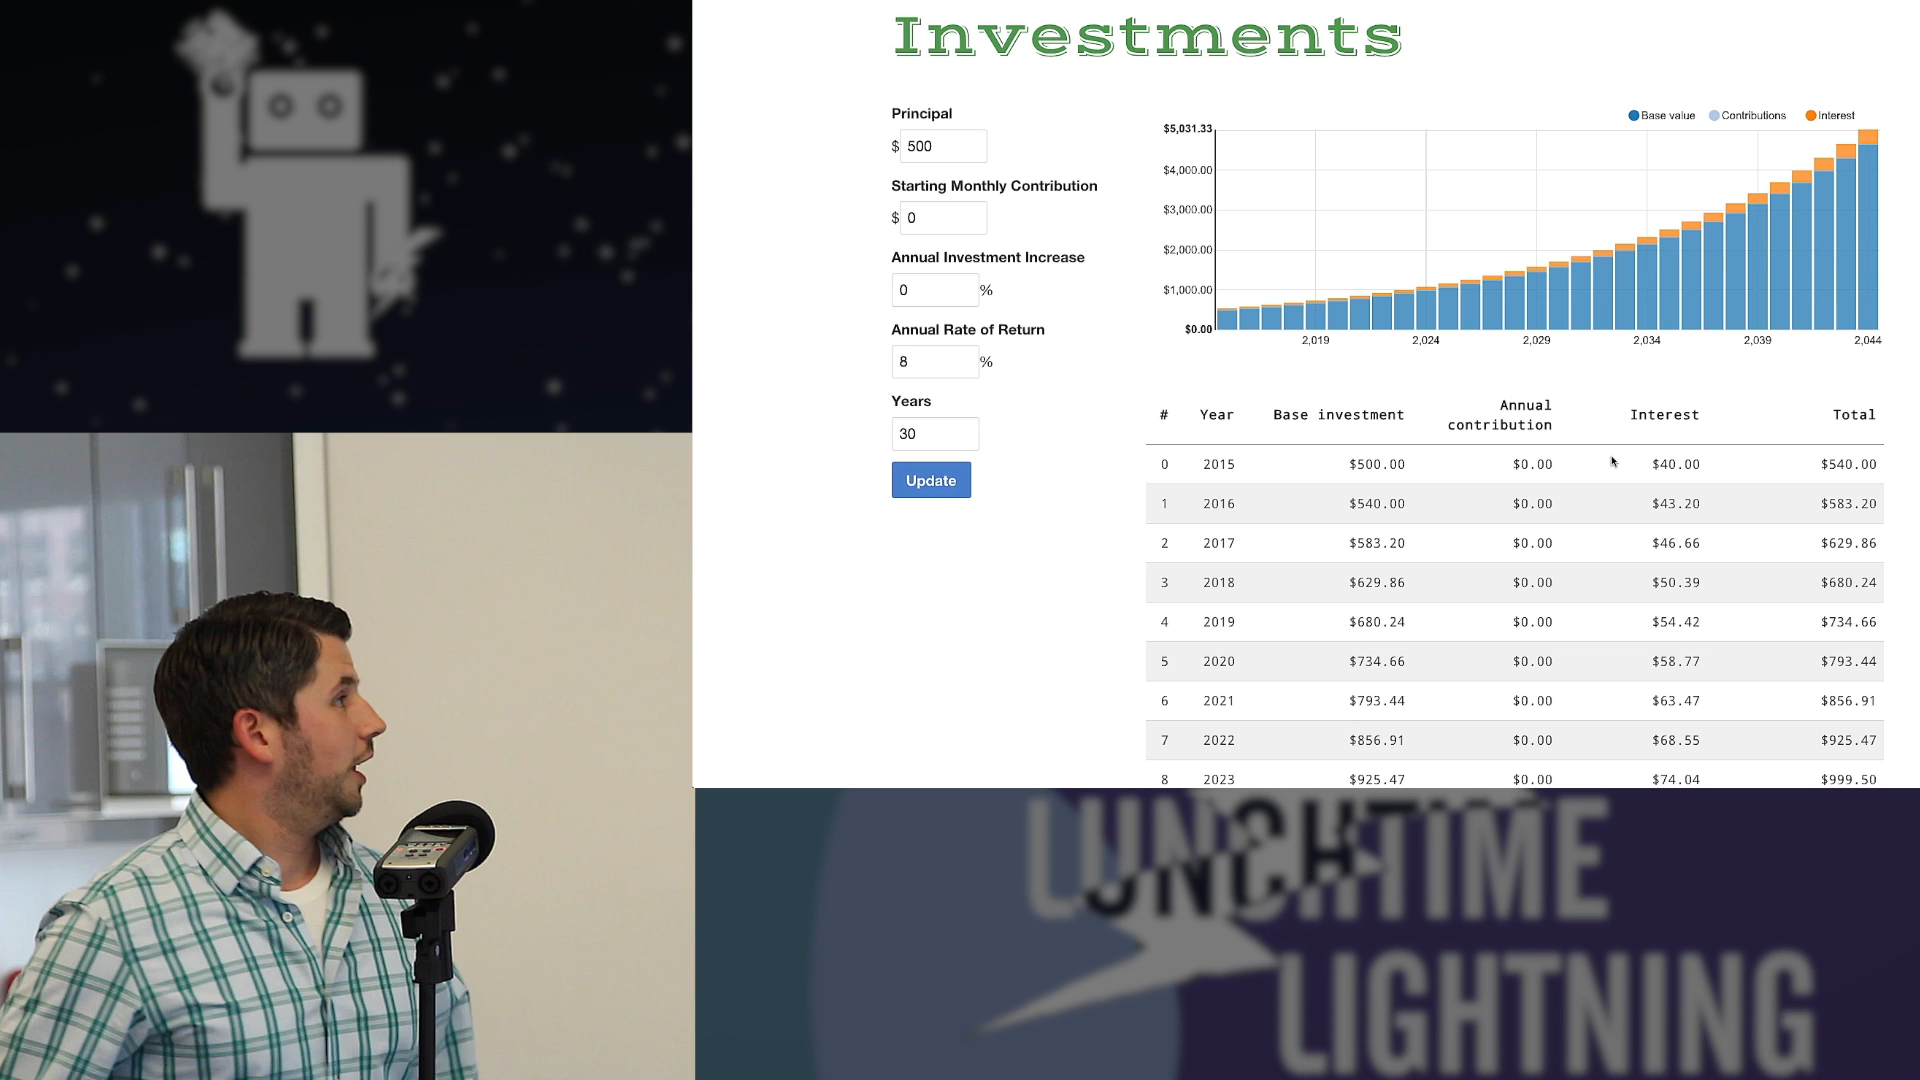 Investments
Principal
$ 500
Starting Monthly Contribution
$ 0
Annual Investment Increase
0 %
Annual Rate of Return
8 %
Years
30
Update
Base value Contributions Interest
$5,031.33
$4,000.00
$3,000.00
$2,000.00
$1,000.00
$0.00
2,019 2,024 2,029 2,034 2,039 2,044
# Year Base investment Annual contribution Interest Total
0 2015 $500.00 $0.00 $40.00 $540.00
1 2016 $540.00 $0.00 $43.20 $583.20
2 2017 $583.20 $0.00 $46.66 $629.86
3 2018 $629.86 $0.00 $50.39 $680.24
4 2019 $680.24 $0.00 $54.42 $734.66
5 2020 $734.66 $0.00 $58.77 $793.44
6 2021 $793.44 $0.00 $63.47 $856.91
7 2022 $856.91 $0.00 $68.55 $925.47
8 2023 $925.47 $0.00 $74.04 $999.50
LUNCHTIME
LIGHTNING